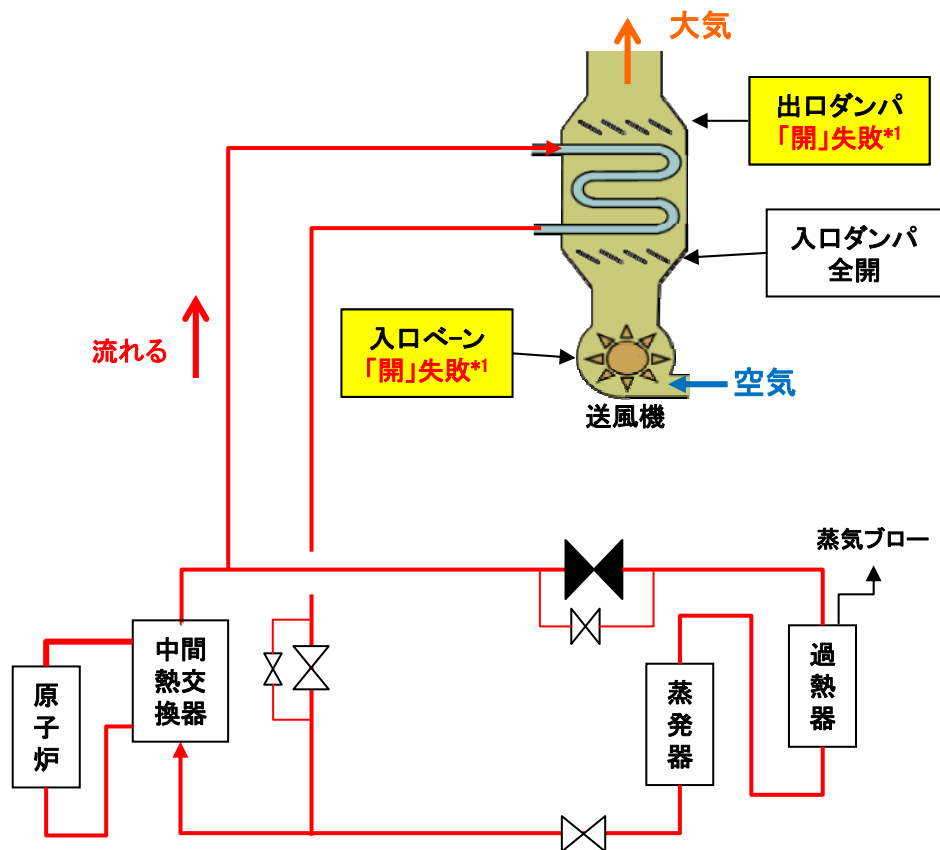 大気
出口ダンパ
「開」失敗*1
入口ダンパ
全開
入口ベーン
「開」失敗*1
流れる
空気
送風機
蒸気ブロー
中間
熱交
換器
原
子
炉
蒸
発
器
過
熱
器